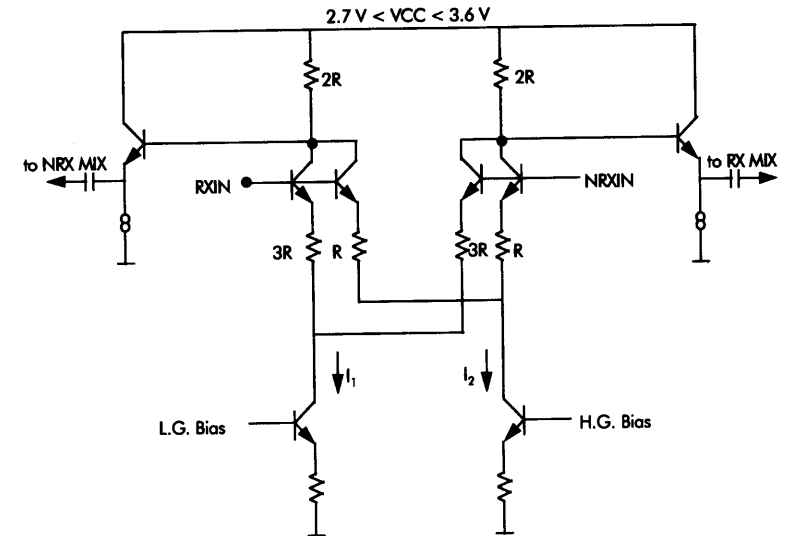 2.7 V < VCC < 3.6 V
2R
2R
to NRX MIX
to RX MIX
RXIN
NRXIN
3R
R
3R
R
I1
I2
L.G. Bias
H.G. Bias